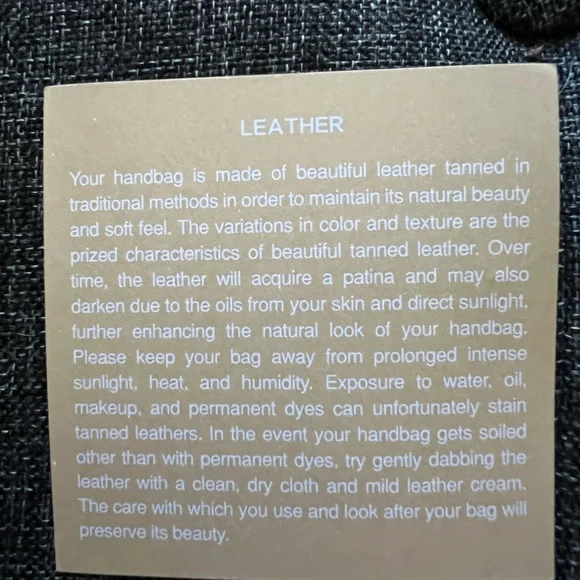 LEATHER
Your handbag is made of beautiful leather tanned in
traditional methods in order to maintain its natural beauty
and soft feel. The variations in color and texture are the
prized characteristics of beautiful tanned leather. Over
time, the leather will acquire a patina and may also
darken due to the oils from your skin and direct sunlight,
further enhancing the natural look of your handbag.
Please keep your bag away from prolonged intense
sunlight, heat, and humidity. Exposure to water, oil,
makeup, and permanent dyes can unfortunately stain
tanned leathers. In the event your handbag gets soiled
other than with permanent dyes, try gently dabbing the
leather with a clean, dry cloth and mild leather cream.
The care with which you use and look after your bag will
preserve its beauty.